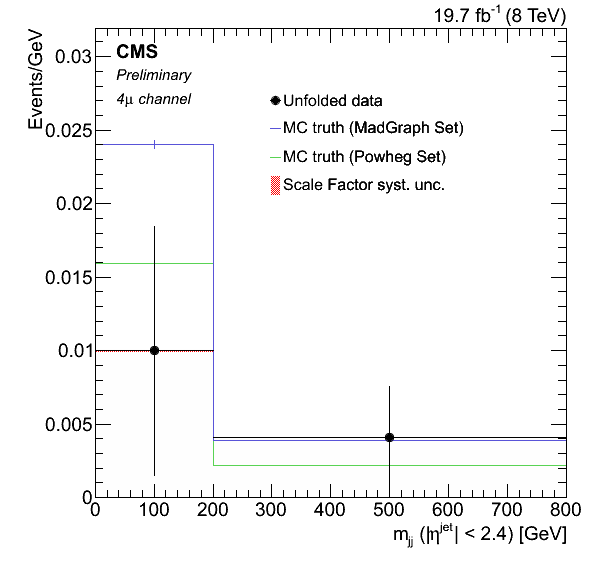 19.7 fb⁻¹ (8 TeV)
Events/GeV
CMS
Preliminary
4μ channel
Unfolded data
MC truth (MadGraph Set)
MC truth (Powheg Set)
Scale Factor syst. unc.
0.03
0.025
0.02
0.015
0.01
0.005
0
0 100 200 300 400 500 600 700 800
m_jj (|η^jet| < 2.4) [GeV]